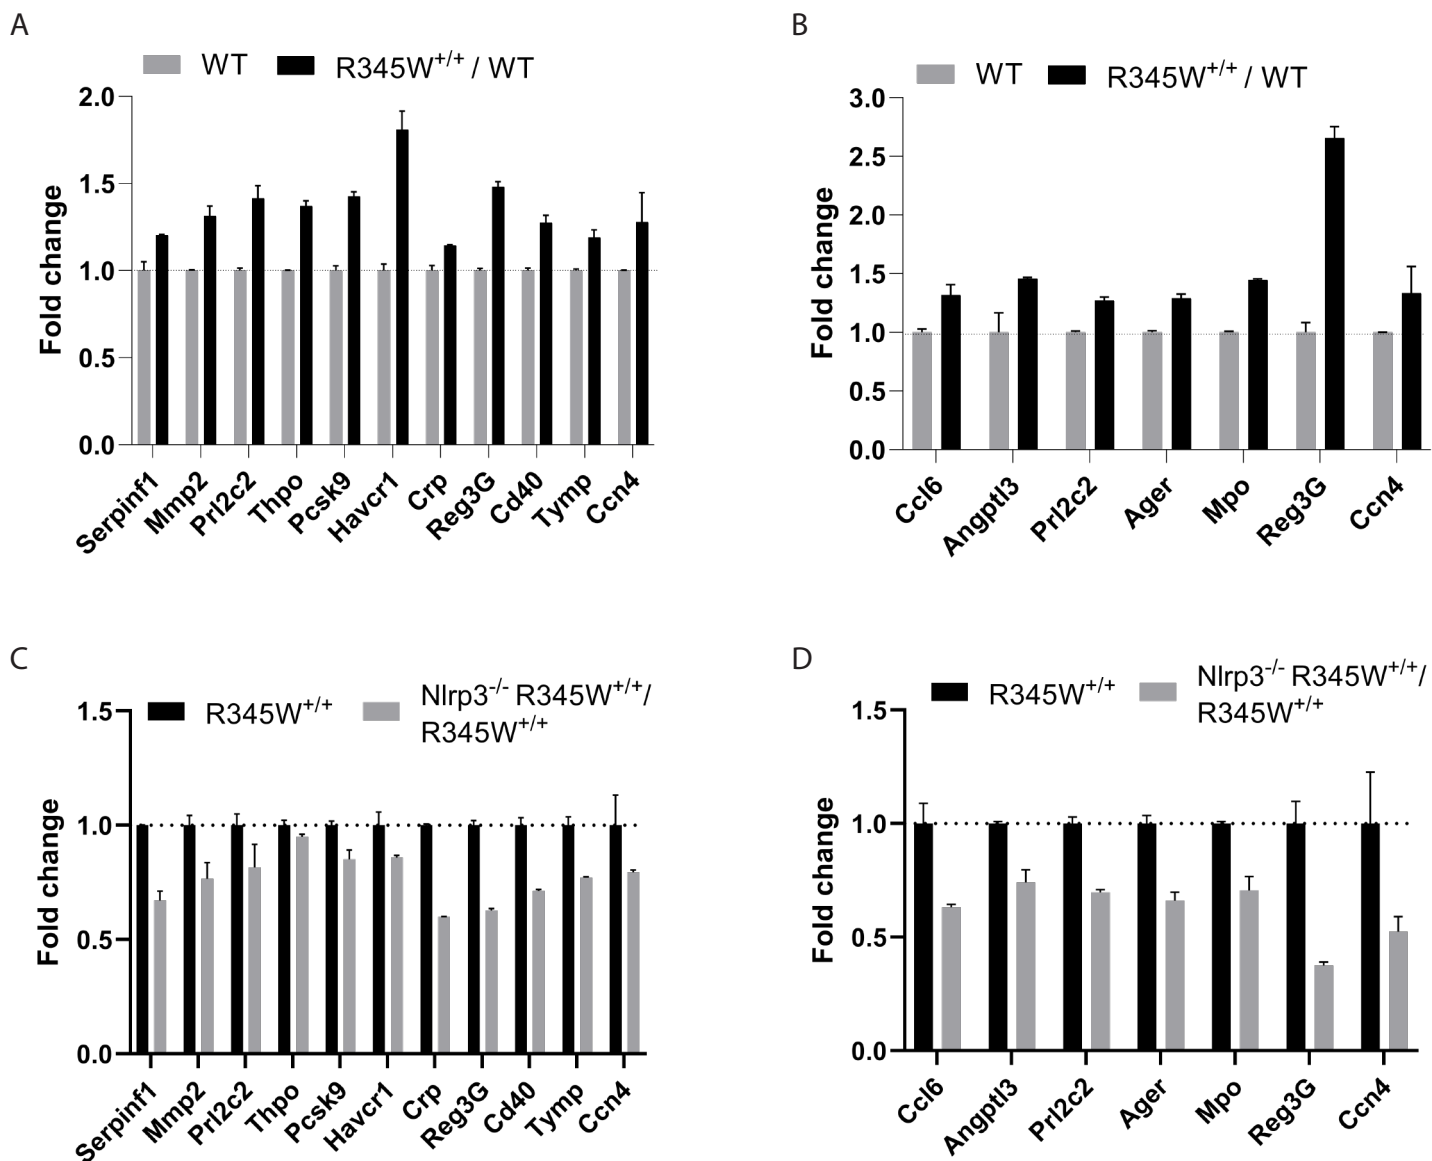 A
WT R345W+/+ / WT
2.0
1.5
1.0
0.5
0.0
Fold change
Serpinf1 Mmp2 Prl2c2 Thpo Pcsk9 Havcr1 Crp Reg3G Cd40 Tymp Ccn4
B
WT R345W+/+ / WT
3.0
2.5
2.0
1.5
1.0
0.5
0.0
Fold change
Ccl6 Angptl3 Prl2c2 Ager Mpo Reg3G Ccn4
C
R345W+/+ Nlrp3-/- R345W+/+/
R345W+/+
1.5
1.0
0.5
0.0
Fold change
Serpinf1 Mmp2 Prl2c2 Thpo Pcsk9 Havcr1 Crp Reg3G Cd40 Tymp Ccn4
D
R345W+/+ Nlrp3-/- R345W+/+/
R345W+/+
1.5
1.0
0.5
0.0
Fold change
Ccl6 Angptl3 Prl2c2 Ager Mpo Reg3G Ccn4